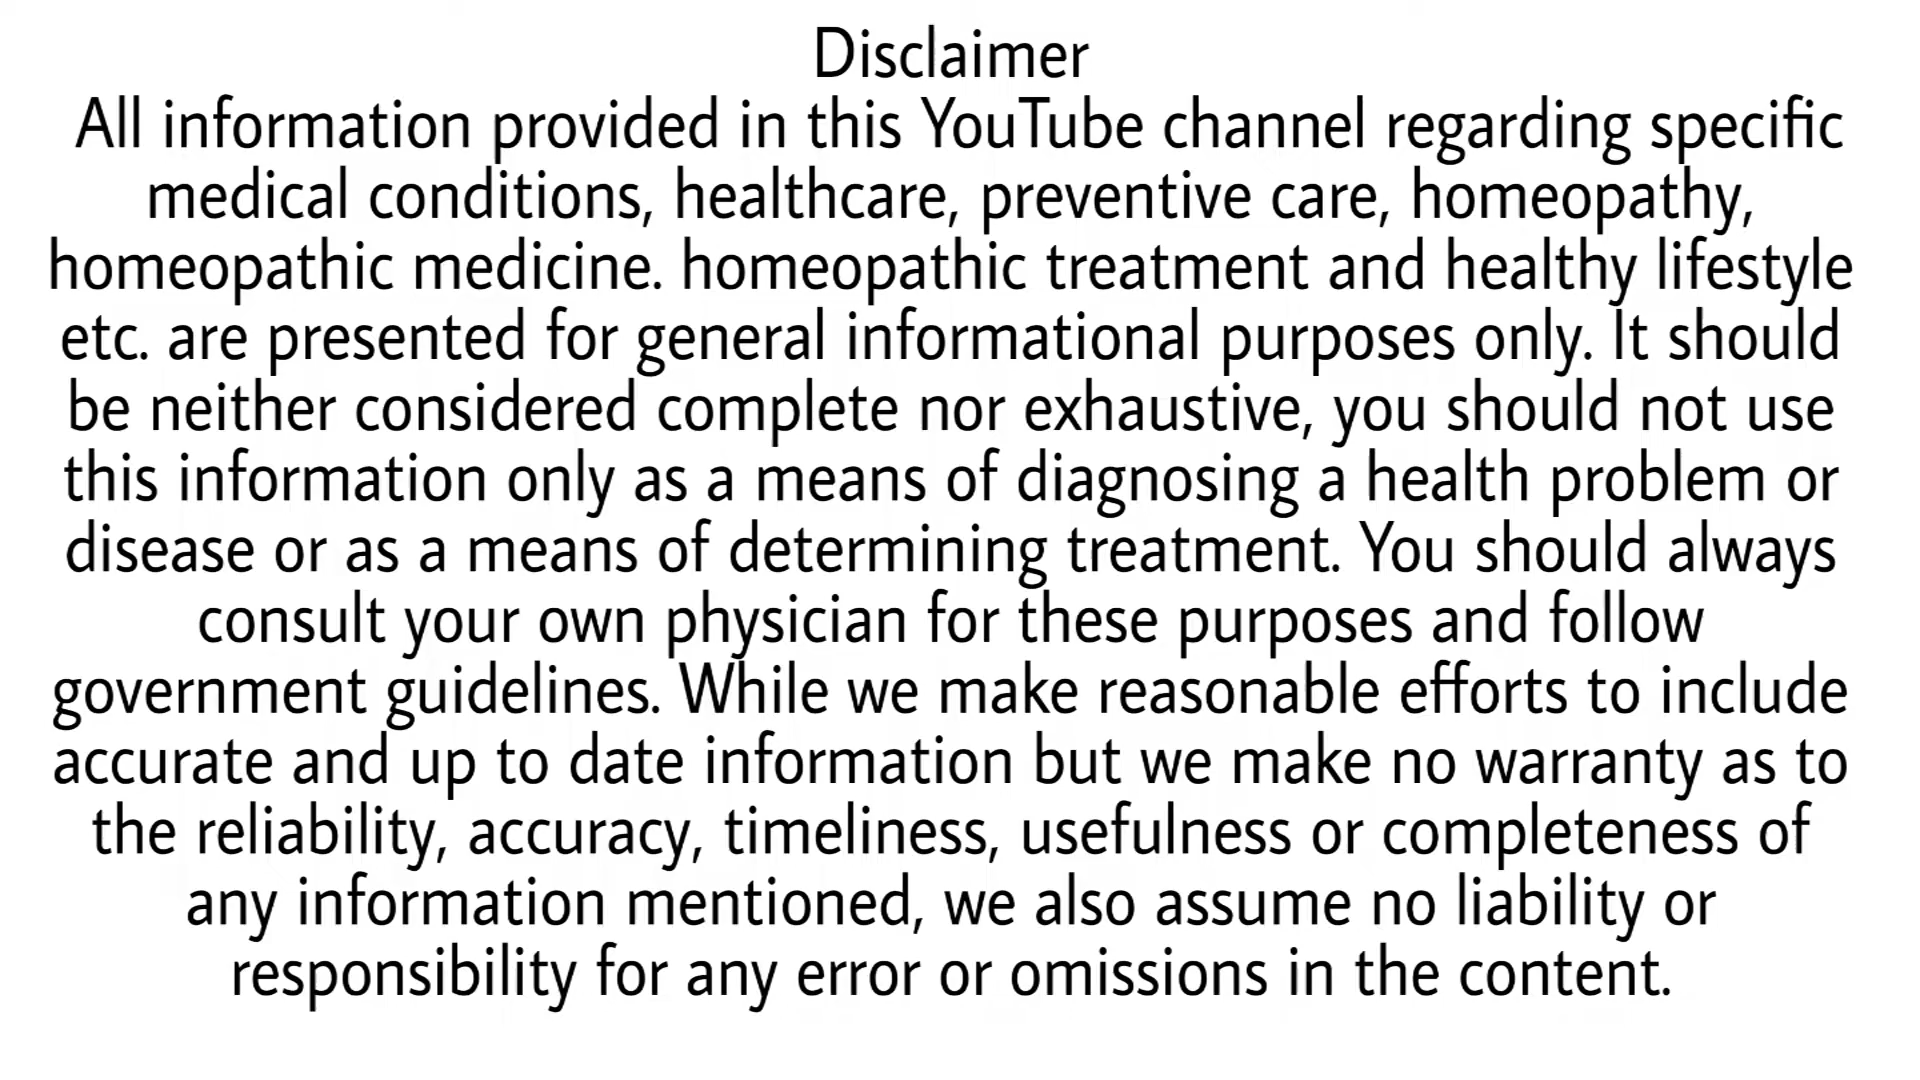 Disclaimer
All information provided in this YouTube channel regarding specific
medical conditions, healthcare, preventive care, homeopathy,
homeopathic medicine. homeopathic treatment and healthy lifestyle
etc. are presented for general informational purposes only. It should
be neither considered complete nor exhaustive, you should not use
this information only as a means of diagnosing a health problem or
disease or as a means of determining treatment. You should always
consult your own physician for these purposes and follow
government guidelines. While we make reasonable efforts to include
accurate and up to date information but we make no warranty as to
the reliability, accuracy, timeliness, usefulness or completeness of
any information mentioned, we also assume no liability or
responsibility for any error or omissions in the content.